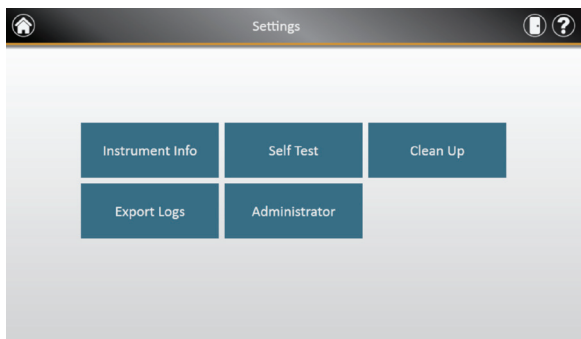 Settings
?
Instrument Info
Self Test
Clean Up
Export Logs
Administrator